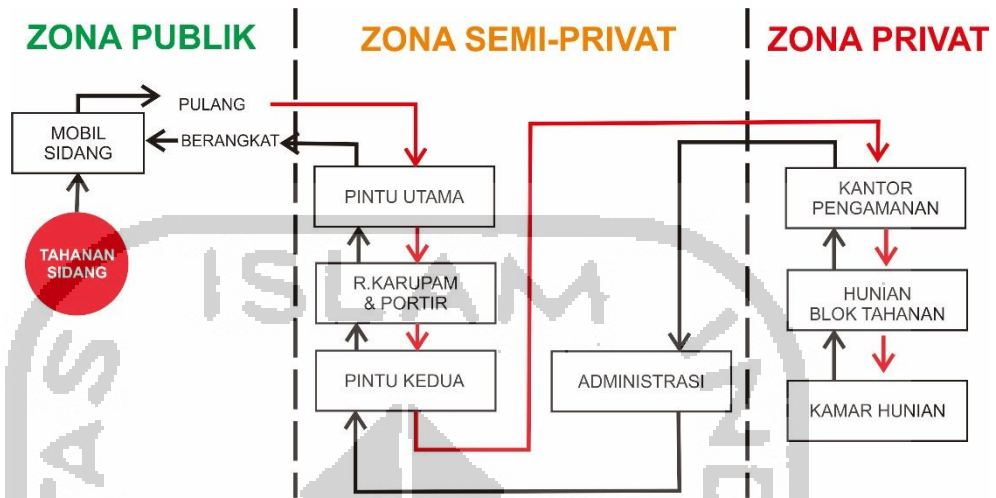 ZONA PUBLIK
ZONA SEMI-PRIVAT
ZONA PRIVAT
PULANG
BERANGKAT
MOBIL
SIDANG
TAHANAN
SIDANG
PINTU UTAMA
R.KARUPAM
& PORTIR
PINTU KEDUA
ADMINISTRASI
KANTOR
PENGAMANAN
HUNIAN
BLOK TAHANAN
KAMAR HUNIAN
ISLAM